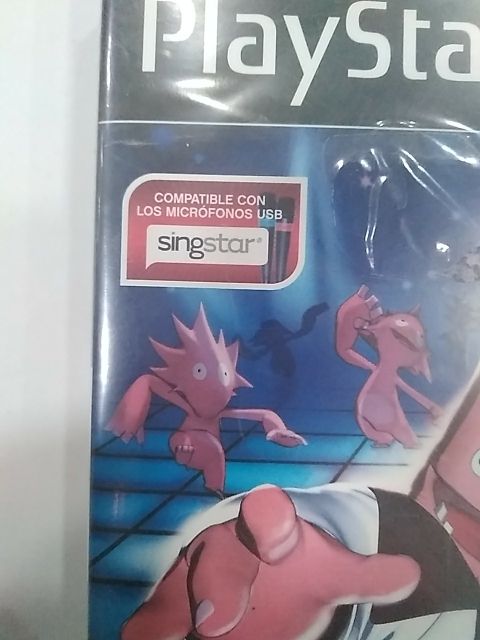 PlaySta
COMPATIBLE CON
LOS MICRÓFONOS USB
singstar®